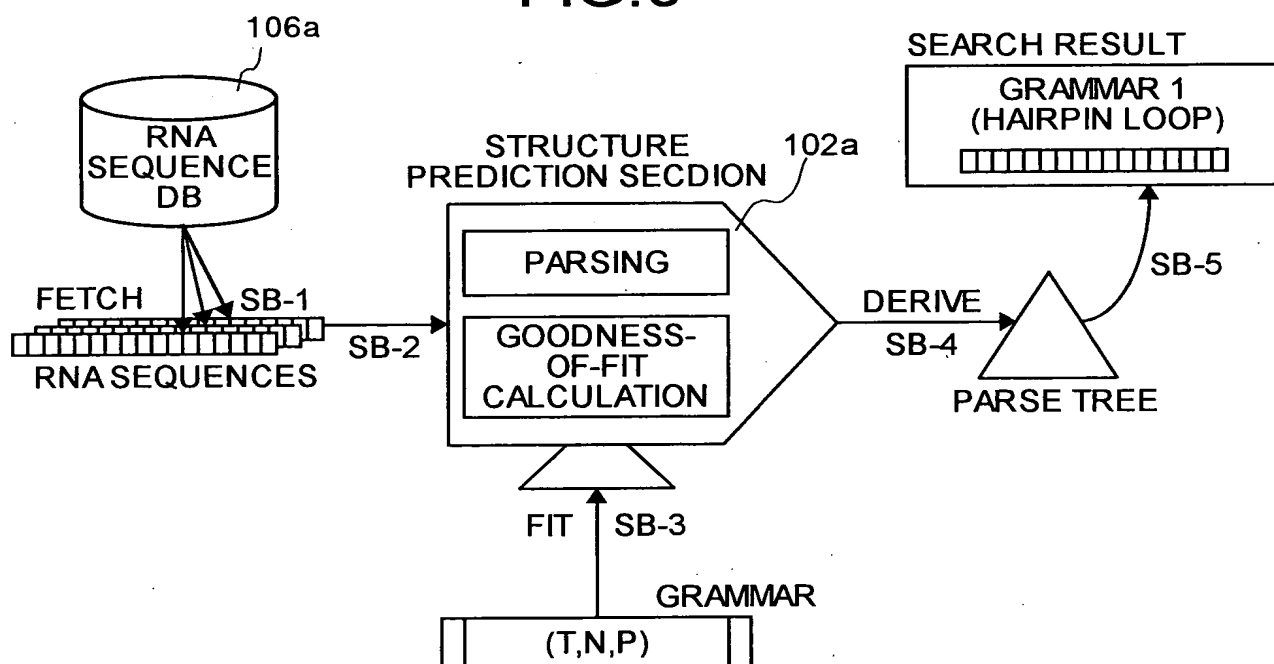 106a
RNA
SEQUENCE
DB
FETCH
SB-1
RNA SEQUENCES
SB-2
STRUCTURE
PREDICTION SECDION
102a
PARSING
GOODNESS-
OF-FIT
CALCULATION
FIT
SB-3
GRAMMAR
(T,N,P)
DERIVE
SB-4
PARSE TREE
SB-5
SEARCH RESULT
GRAMMAR 1
(HAIRPIN LOOP)